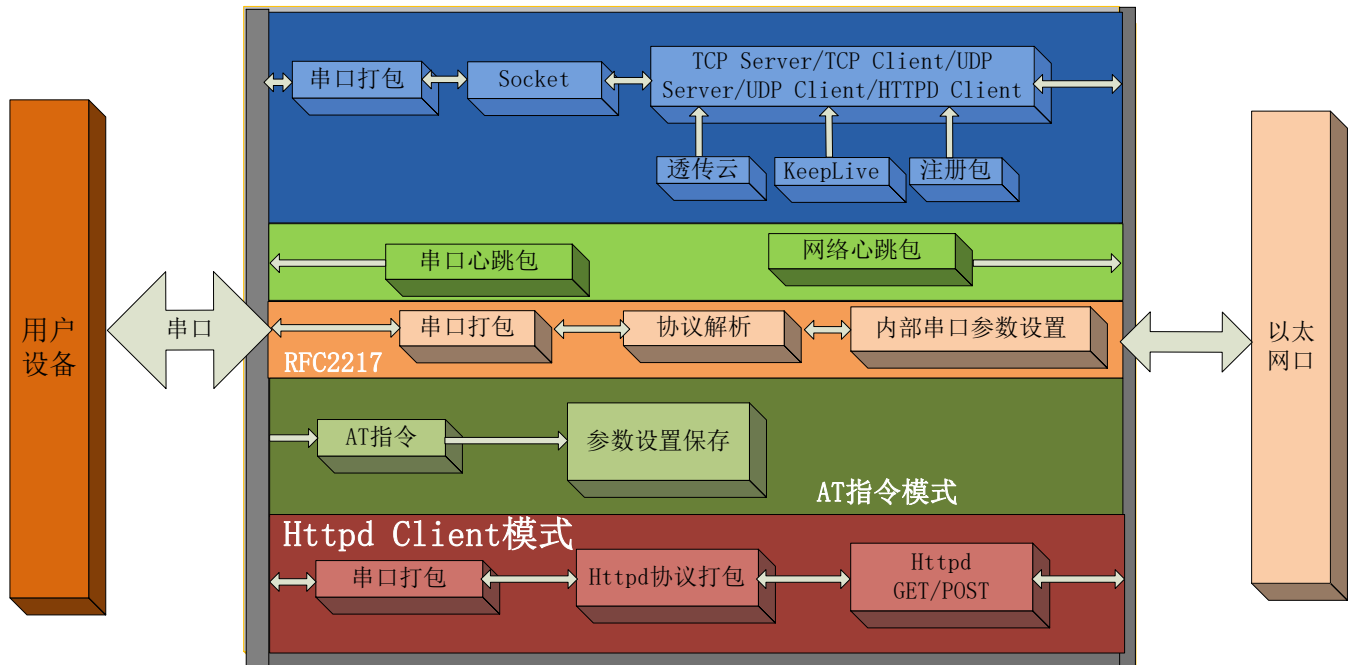 串口打包
Socket
TCP Server/TCP Client/UDP
Server/UDP Client/HTTPD Client
透传云
KeepLive
注册包
串口心跳包
网络心跳包
用户
设备
串口
串口打包
协议解析
内部串口参数设置
RFC2217
以太
网口
AT指令
参数设置保存
AT指令模式
Httpd Client模式
串口打包
Httpd协议打包
Httpd
GET/POST